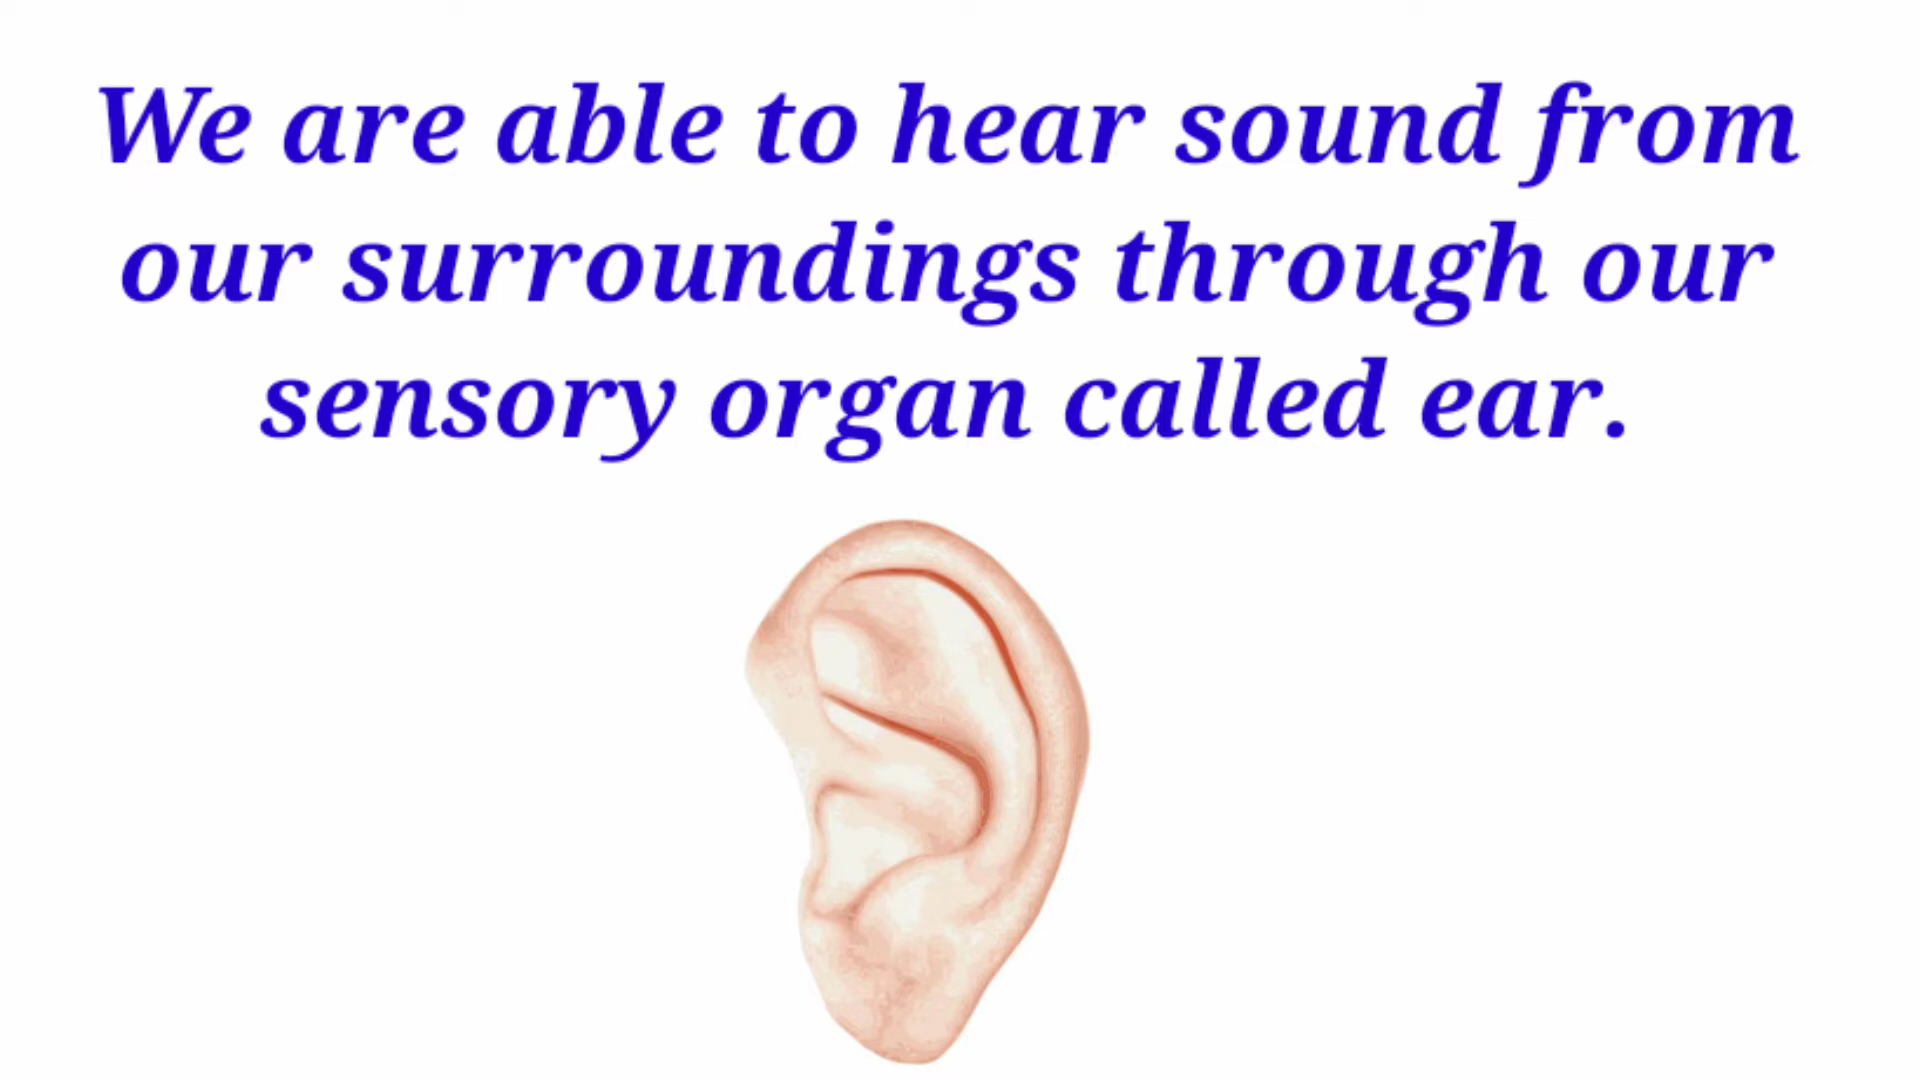 We are able to hear sound from
our surroundings through our
sensory organ called ear.